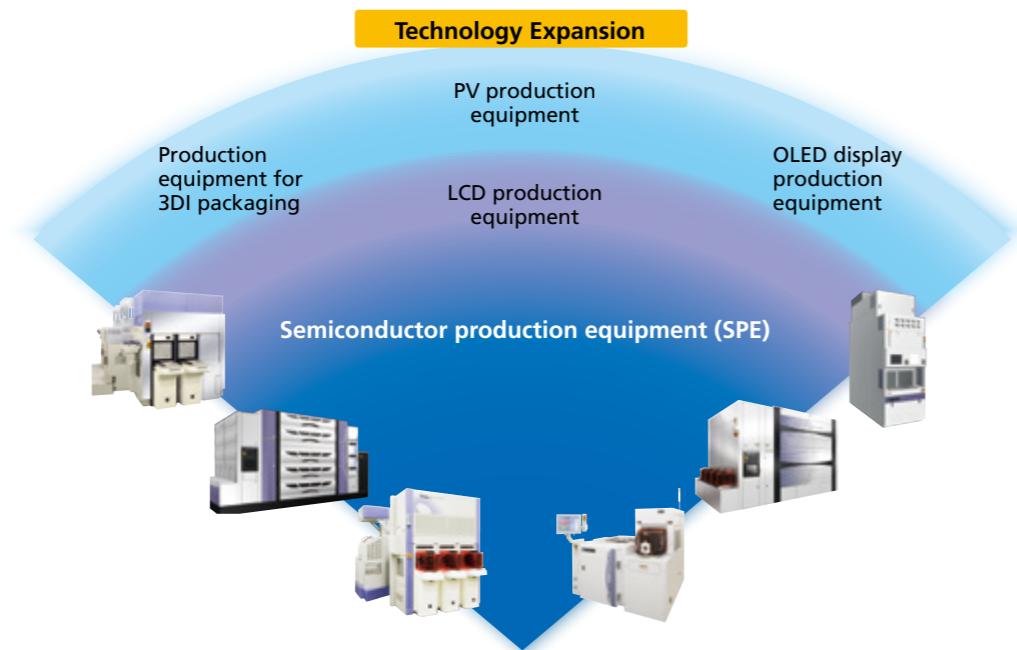 Technology Expansion
PV production
equipment
Production
equipment for
3DI packaging
OLED display
production
equipment
LCD production
equipment
Semiconductor production equipment (SPE)